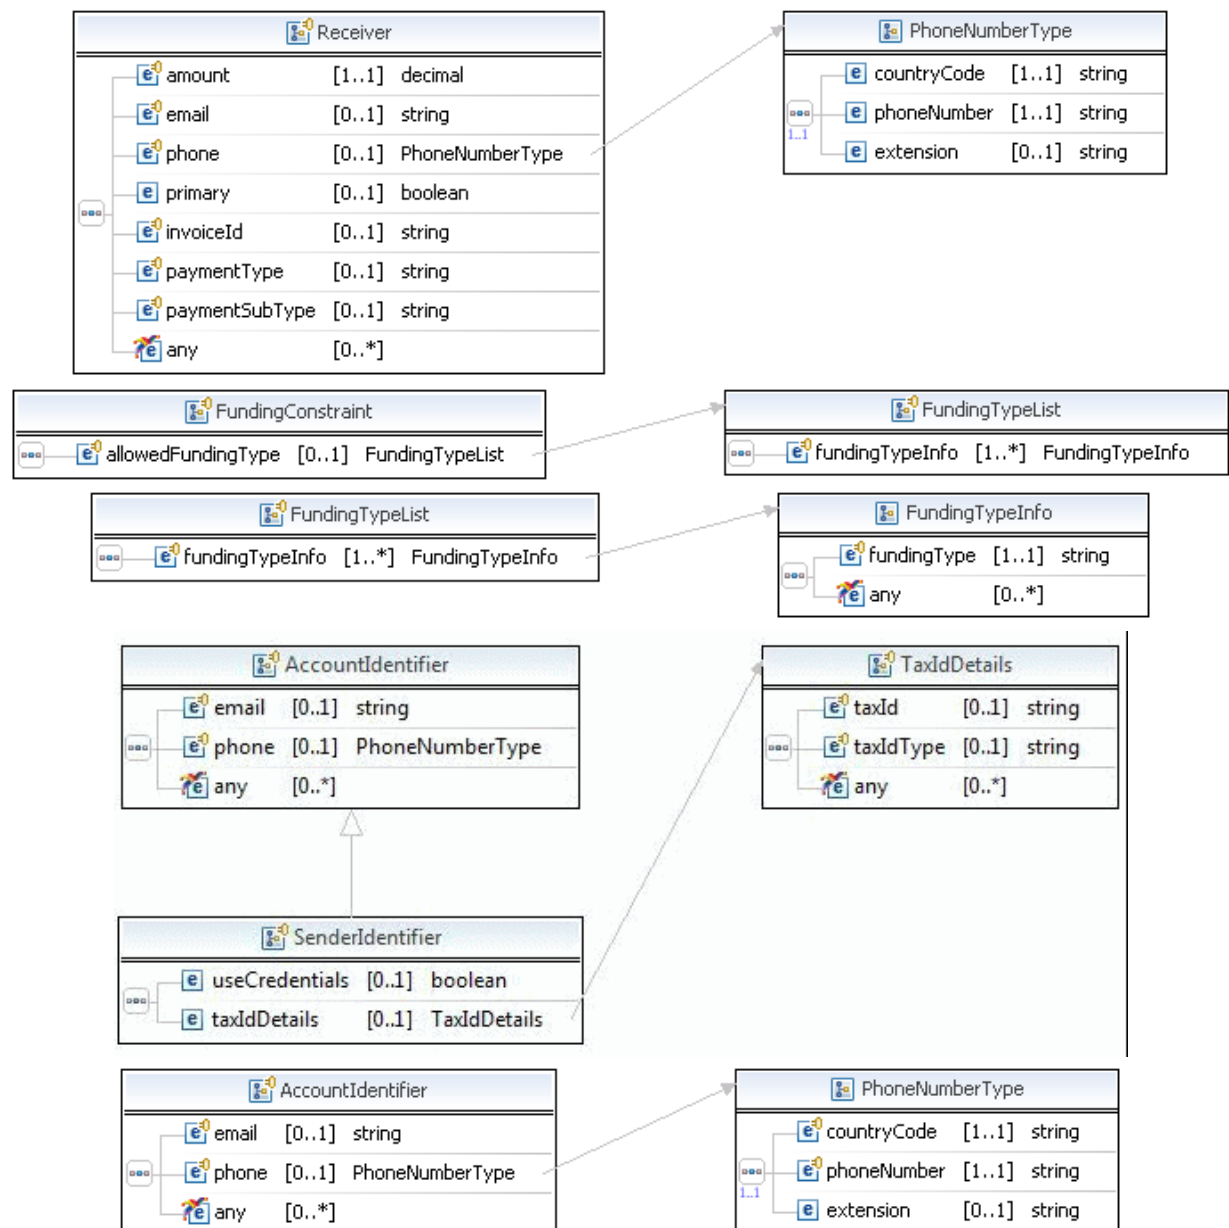 Receiver
amount [1..1] decimal
email [0..1] string
phone [0..1] PhoneNumberType
primary [0..1] boolean
invoiceId [0..1] string
paymentType [0..1] string
paymentSubType [0..1] string
any [0..*]
PhoneNumberType
countryCode [1..1] string
phoneNumber [1..1] string
1..1
extension [0..1] string
FundingConstraint
allowedFundingType [0..1] FundingTypeList
FundingTypeList
fundingTypeInfo [1..*] FundingTypeInfo
FundingTypeList
fundingTypeInfo [1..*] FundingTypeInfo
FundingTypeInfo
fundingType [1..1] string
any [0..*]
AccountIdentifier
email [0..1] string
phone [0..1] PhoneNumberType
any [0..*]
TaxIdDetails
taxId [0..1] string
taxIdType [0..1] string
any [0..*]
SenderIdentifier
useCredentials [0..1] boolean
taxIdDetails [0..1] TaxIdDetails
AccountIdentifier
email [0..1] string
phone [0..1] PhoneNumberType
any [0..*]
PhoneNumberType
countryCode [1..1] string
phoneNumber [1..1] string
1..1
extension [0..1] string